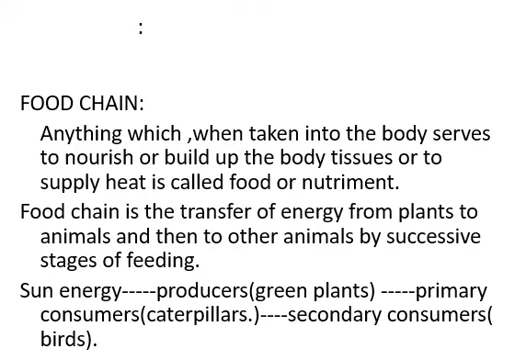 :
FOOD CHAIN:
Anything which ,when taken into the body serves
to nourish or build up the body tissues or to
supply heat is called food or nutriment.
Food chain is the transfer of energy from plants to
animals and then to other animals by successive
stages of feeding.
Sun energy-----producers(green plants) -----primary
consumers(caterpillars.)----secondary consumers(
birds).